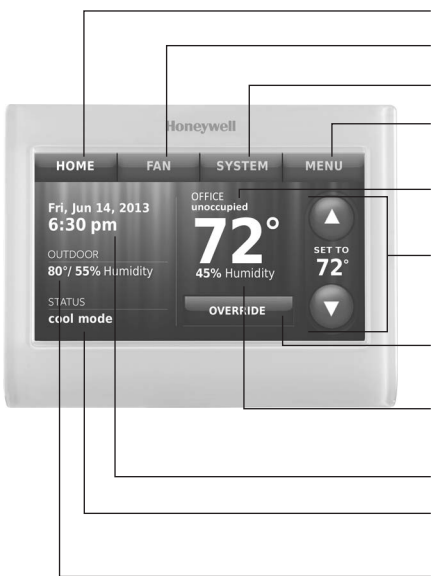 Honeywell
HOME FAN SYSTEM MENU
Fri, Jun 14, 2013
6:30 pm
OUTDOOR
80°/ 55% Humidity
STATUS
cool mode
OFFICE
unoccupied
72°
45% Humidity
OVERRIDE
SET TO
72°